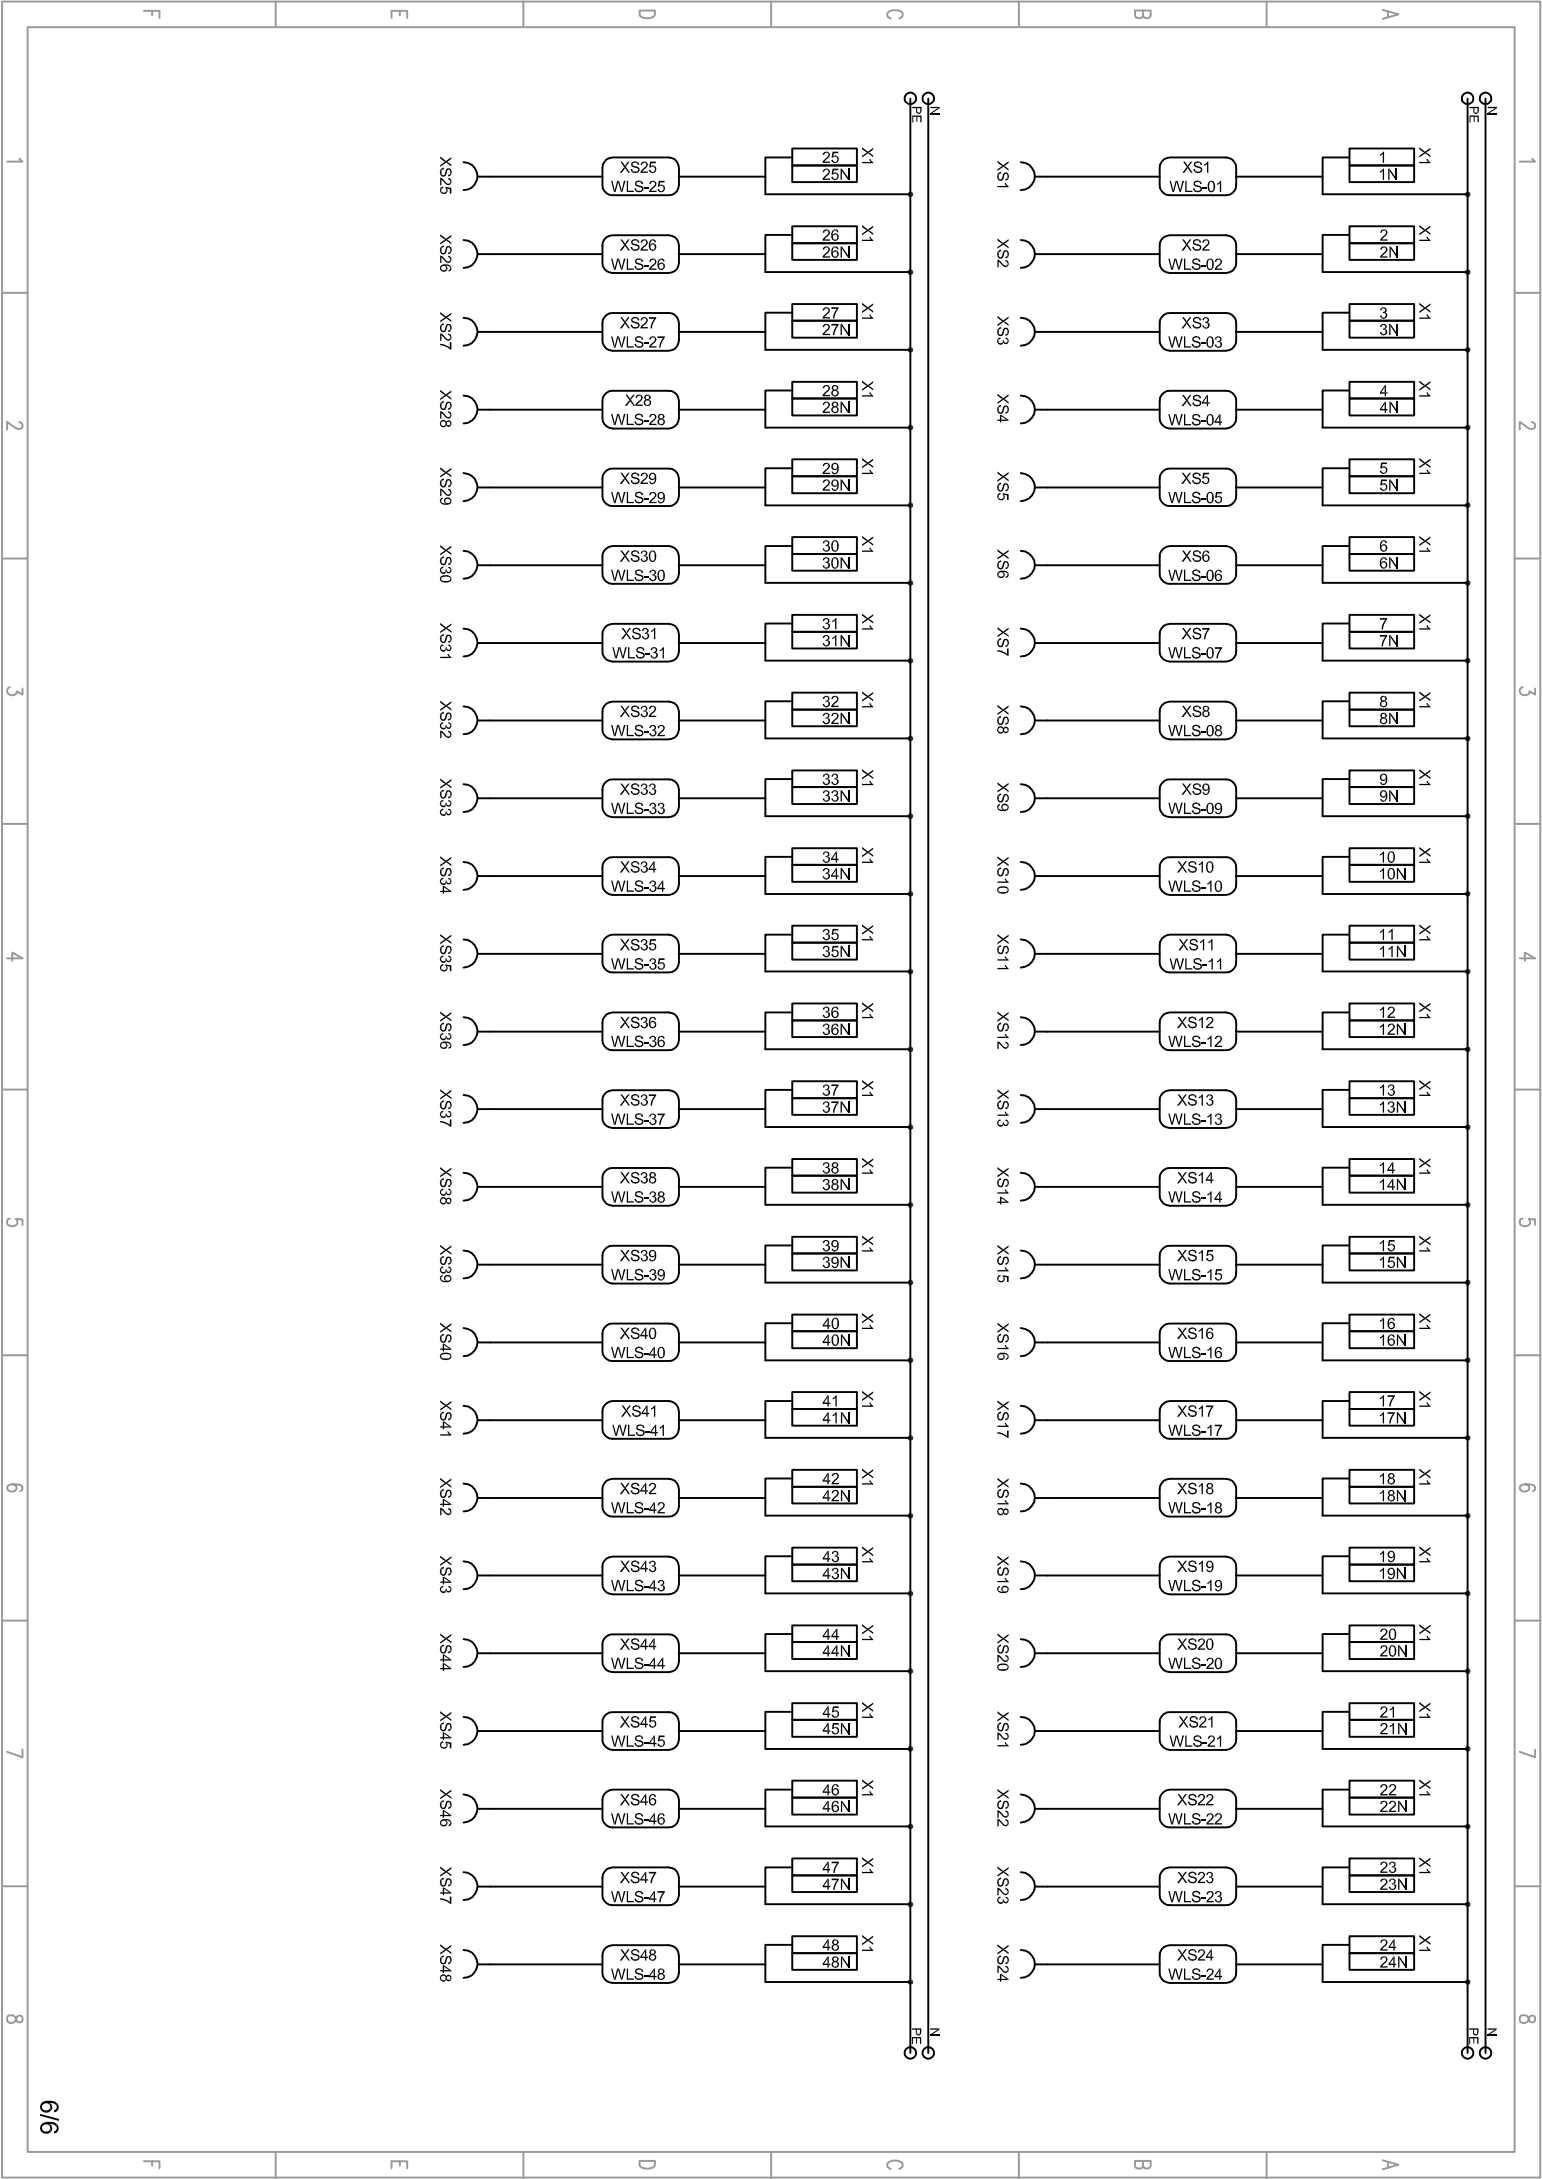 1 2 3 4 5 6 7 8
A A
N N
PE PE
X1 X1 X1 X1 X1 X1 X1 X1 X1 X1 X1 X1 X1 X1 X1 X1 X1 X1 X1 X1 X1 X1 X1 X1
1 2 3 4 5 6 7 8 9 10 11 12 13 14 15 16 17 18 19 20 21 22 23 24
1N 2N 3N 4N 5N 6N 7N 8N 9N 10N 11N 12N 13N 14N 15N 16N 17N 18N 19N 20N 21N 22N 23N 24N
B B
XS1 XS2 XS3 XS4 XS5 XS6 XS7 XS8 XS9 XS10 XS11 XS12 XS13 XS14 XS15 XS16 XS17 XS18 XS19 XS20 XS21 XS22 XS23 XS24
WLS-01 WLS-02 WLS-03 WLS-04 WLS-05 WLS-06 WLS-07 WLS-08 WLS-09 WLS-10 WLS-11 WLS-12 WLS-13 WLS-14 WLS-15 WLS-16 WLS-17 WLS-18 WLS-19 WLS-20 WLS-21 WLS-22 WLS-23 WLS-24
XS1 XS2 XS3 XS4 XS5 XS6 XS7 XS8 XS9 XS10 XS11 XS12 XS13 XS14 XS15 XS16 XS17 XS18 XS19 XS20 XS21 XS22 XS23 XS24
C C
N N
PE PE
X1 X1 X1 X1 X1 X1 X1 X1 X1 X1 X1 X1 X1 X1 X1 X1 X1 X1 X1 X1 X1 X1 X1 X1
25 26 27 28 29 30 31 32 33 34 35 36 37 38 39 40 41 42 43 44 45 46 47 48
25N 26N 27N 28N 29N 30N 31N 32N 33N 34N 35N 36N 37N 38N 39N 40N 41N 42N 43N 44N 45N 46N 47N 48N
D D
XS25 XS26 XS27 X28 XS29 XS30 XS31 XS32 XS33 XS34 XS35 XS36 XS37 XS38 XS39 XS40 XS41 XS42 XS43 XS44 XS45 XS46 XS47 XS48
WLS-25 WLS-26 WLS-27 WLS-28 WLS-29 WLS-30 WLS-31 WLS-32 WLS-33 WLS-34 WLS-35 WLS-36 WLS-37 WLS-38 WLS-39 WLS-40 WLS-41 WLS-42 WLS-43 WLS-44 WLS-45 WLS-46 WLS-47 WLS-48
XS25 XS26 XS27 XS28 XS29 XS30 XS31 XS32 XS33 XS34 XS35 XS36 XS37 XS38 XS39 XS40 XS41 XS42 XS43 XS44 XS45 XS46 XS47 XS48
E E
F F
6/6
1 2 3 4 5 6 7 8